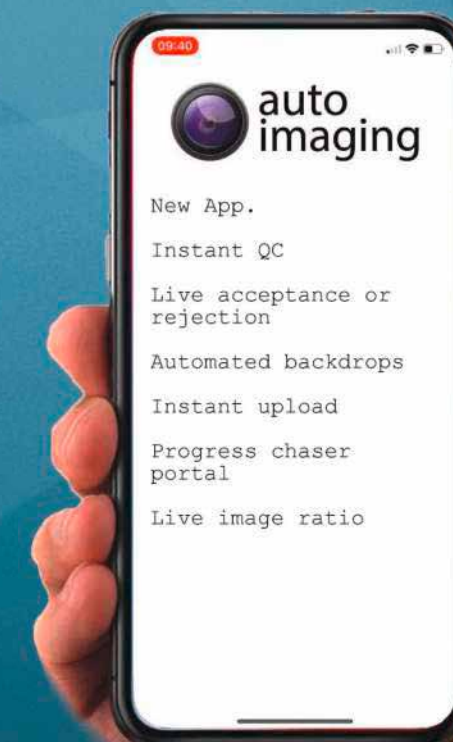 09:40
auto
imaging
New App.
Instant QC
Live acceptance or
rejection
Automated backdrops
Instant upload
Progress chaser
portal
Live image ratio